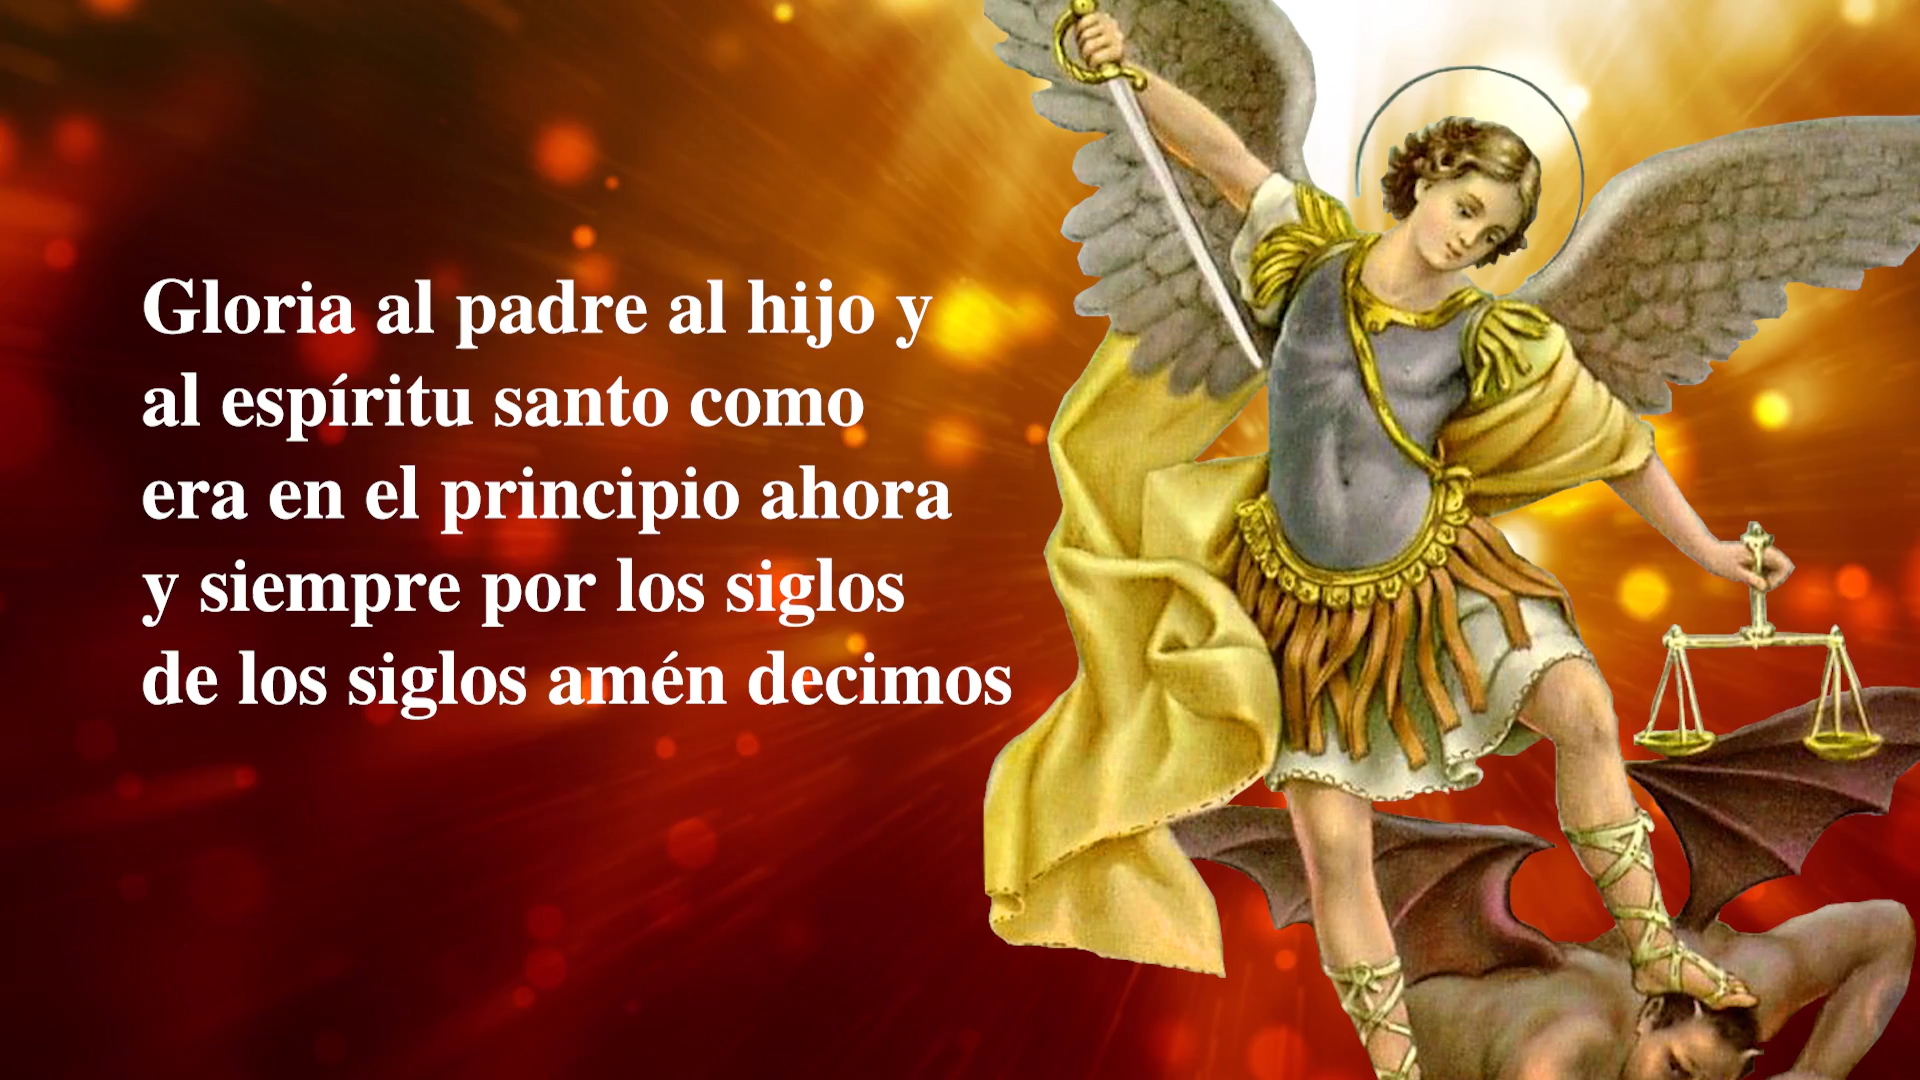 Gloria al padre al hijo y
al espíritu santo como
era en el principio ahora
y siempre por los siglos
de los siglos amén decimos